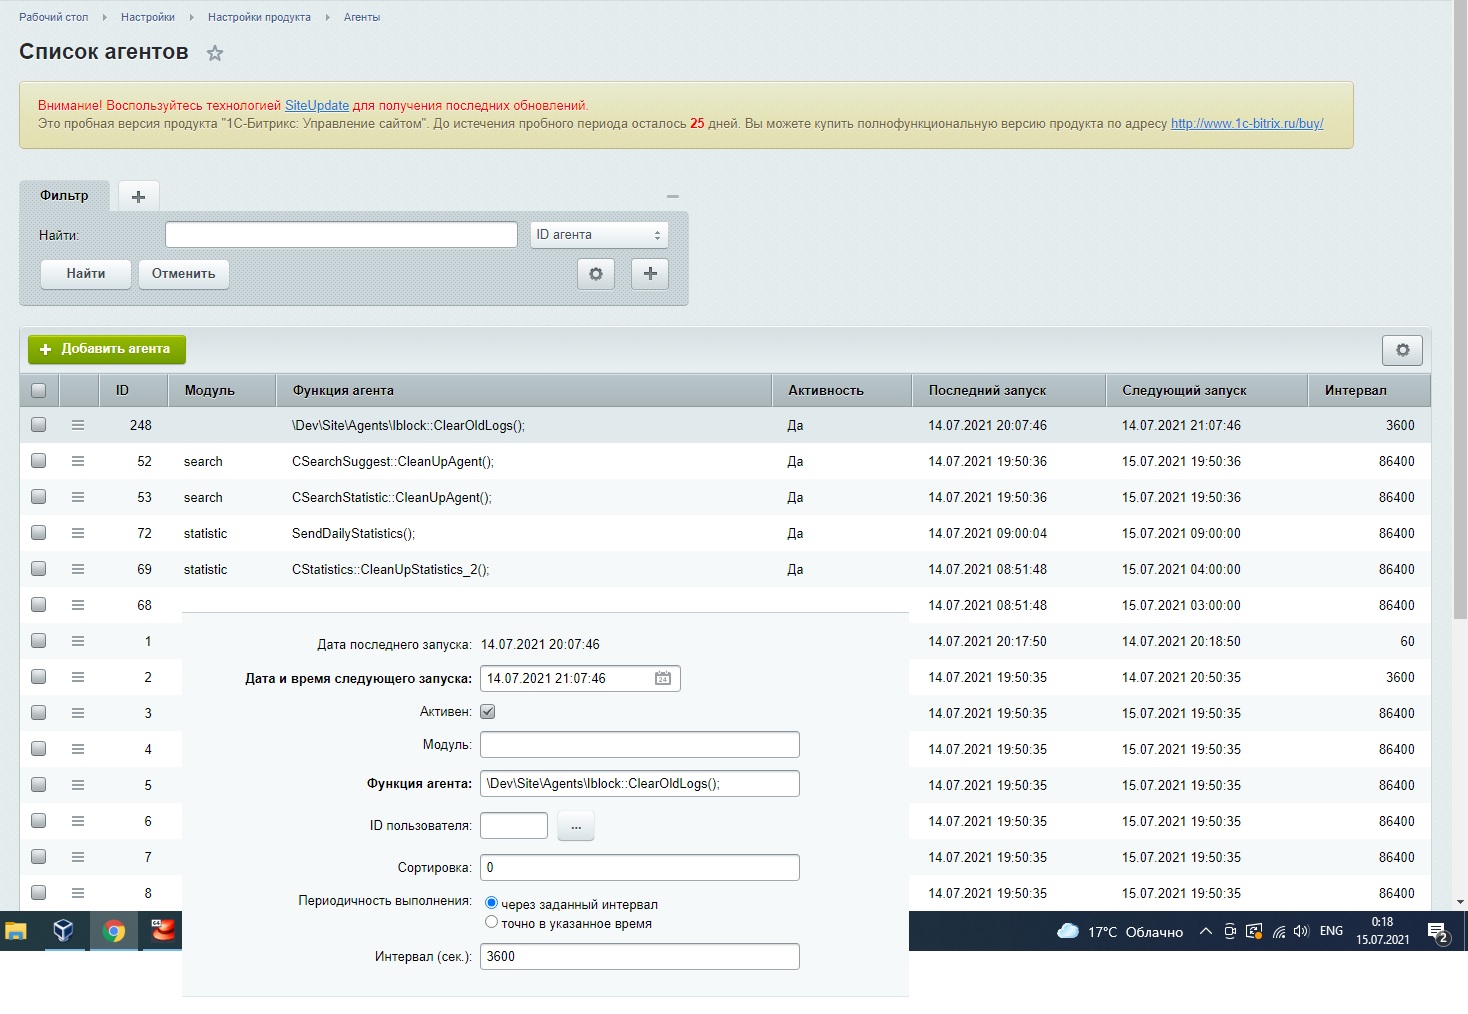 Рабочий стол Настройки Настройки продукта Агенты
Список агентов
Внимание! Воспользуйтесь технологией SiteUpdate для получения последних обновлений.
Это пробная версия продукта "1С-Битрикс: Управление сайтом". До истечения пробного периода осталось 25 дней. Вы можете купить полнофункциональную версию продукта по адресу http://www.1c-bitrix.ru/buy/
Фильтр
Найти: ID агента
Найти Отменить
Добавить агента
ID Модуль Функция агента Активность Последний запуск Следующий запуск Интервал
248 \Dev\Site\Agents\Iblock::ClearOldLogs(); Да 14.07.2021 20:07:46 14.07.2021 21:07:46 3600
52 search CSearchSuggest::CleanUpAgent(); Да 14.07.2021 19:50:36 15.07.2021 19:50:36 86400
53 search CSearchStatistic::CleanUpAgent(); Да 14.07.2021 19:50:36 15.07.2021 19:50:36 86400
72 statistic SendDailyStatistics(); Да 14.07.2021 09:00:04 15.07.2021 09:00:00 86400
69 statistic CStatistics::CleanUpStatistics_2(); Да 14.07.2021 08:51:48 15.07.2021 04:00:00 86400
68 14.07.2021 08:51:48 15.07.2021 03:00:00 86400
1 14.07.2021 20:17:50 14.07.2021 20:18:50 60
2 14.07.2021 19:50:35 14.07.2021 20:50:35 3600
3 14.07.2021 19:50:35 15.07.2021 19:50:35 86400
4 14.07.2021 19:50:35 15.07.2021 19:50:35 86400
5 14.07.2021 19:50:35 15.07.2021 19:50:35 86400
6 14.07.2021 19:50:35 15.07.2021 19:50:35 86400
7 14.07.2021 19:50:35 15.07.2021 19:50:35 86400
8 14.07.2021 19:50:35 15.07.2021 19:50:35 86400
Дата последнего запуска: 14.07.2021 20:07:46
Дата и время следующего запуска: 14.07.2021 21:07:46 24
Активен:
Модуль:
Функция агента: \Dev\Site\Agents\Iblock::ClearOldLogs();
ID пользователя: ...
Сортировка: 0
Периодичность выполнения: через заданный интервал
точно в указанное время
Интервал (сек.): 3600
64
17°C Облачно ENG 0:18
15.07.2021
2